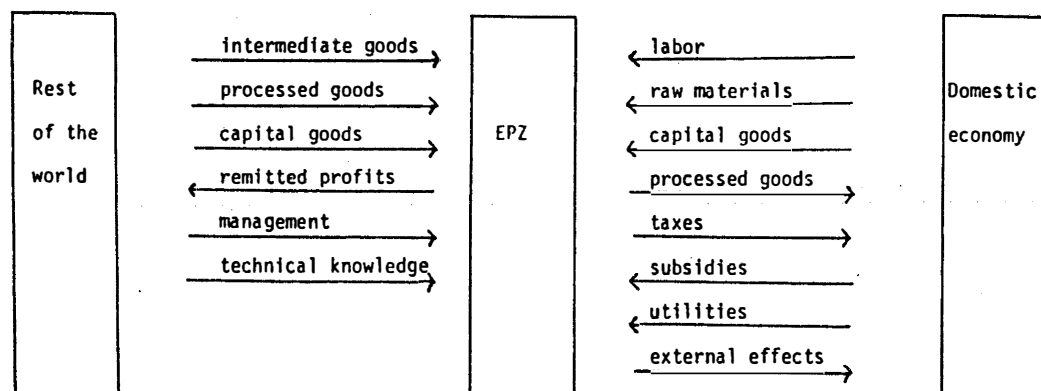 Rest
of the
world
intermediate goods
processed goods
capital goods
remitted profits
management
technical knowledge
EPZ
labor
raw materials
capital goods
processed goods
taxes
subsidies
utilities
external effects
Domestic
economy